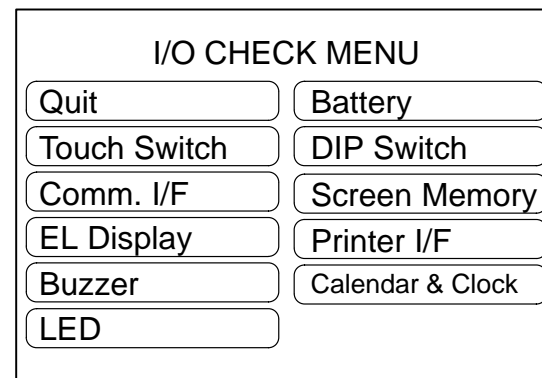 I/O CHECK MENU
Quit
Battery
Touch Switch
DIP Switch
Comm. I/F
Screen Memory
EL Display
Printer I/F
Buzzer
Calendar & Clock
LED